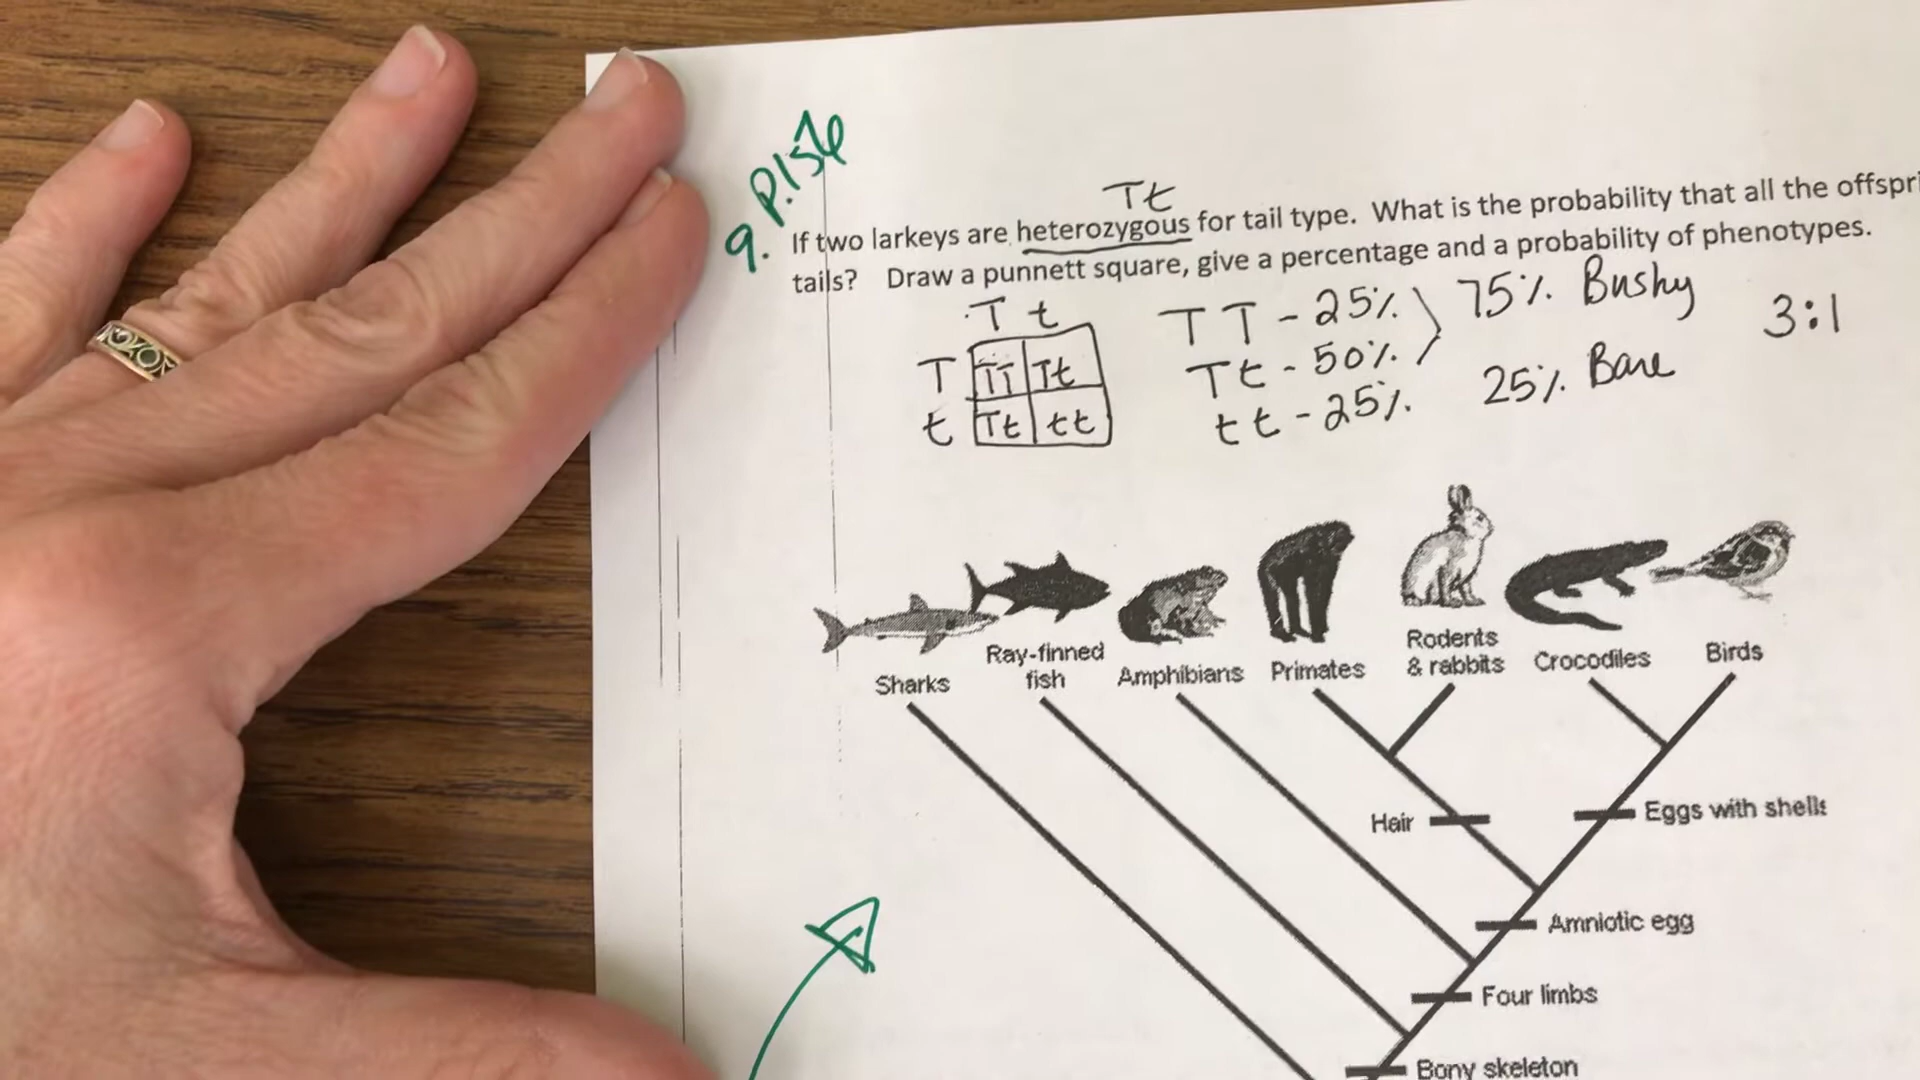 p.156
Tt
9. If two larkeys are heterozygous for tail type. What is the probability that all the offspri
tails? Draw a punnett square, give a percentage and a probability of phenotypes.
T t
T TT Tt
t Tt tt
TT - 25%
Tt - 50%
tt - 25%
75% Bushy
25% Bare
3:1
Sharks
Ray-finned
fish
Amphibians
Primates
Rodents
& rabbits
Crocodiles
Birds
Hair
Eggs with shells
Amniotic egg
Four limbs
Bony skeleton